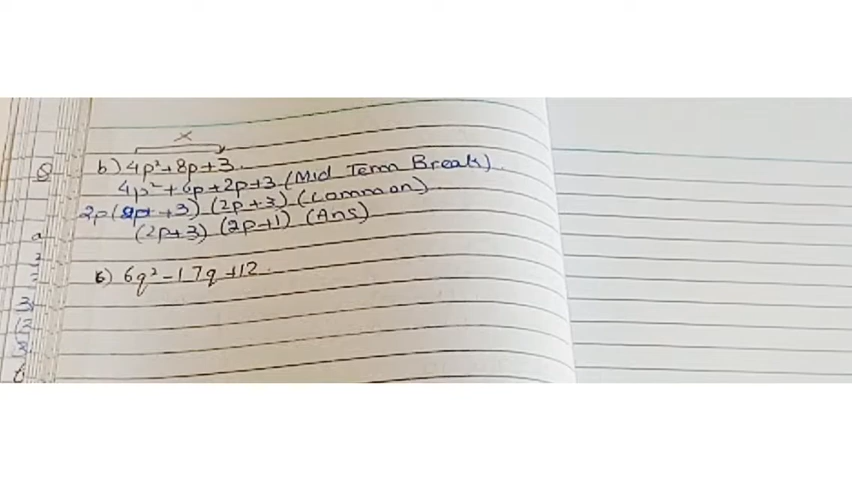 x
b) 4p² + 8p + 3.
4p² + 6p + 2p + 3 (Mid Term Break).
2p(2p + 3) (2p + 3) (Common)
(2p+3) (2p+1) (Ans)
c) 6q² - 17q + 12.